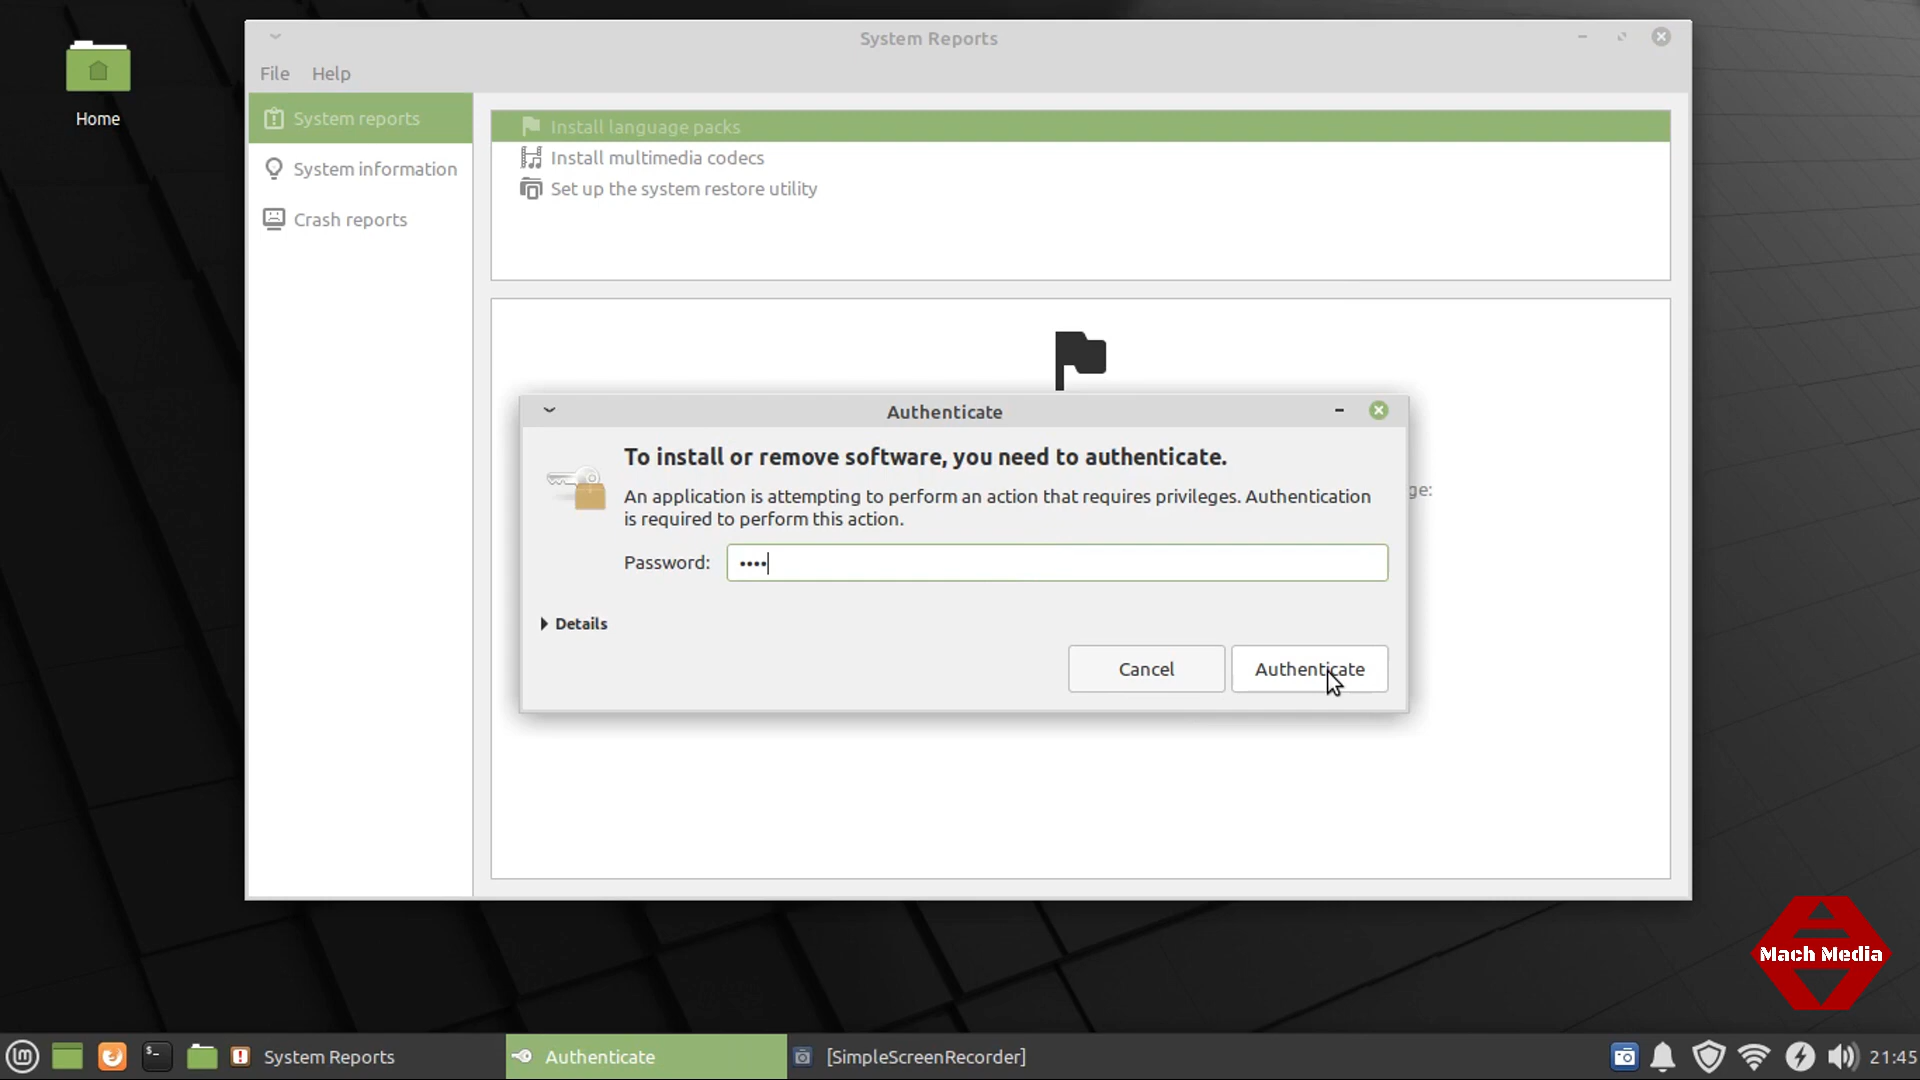 Home
System Reports
File Help
System reports
System information
Crash reports
Install language packs
Install multimedia codecs
Set up the system restore utility
ge:
Authenticate
To install or remove software, you need to authenticate.
An application is attempting to perform an action that requires privileges. Authentication
is required to perform this action.
Password: ••••
Details
Cancel Authenticate
Mach Media
System Reports Authenticate [SimpleScreenRecorder] 21:45